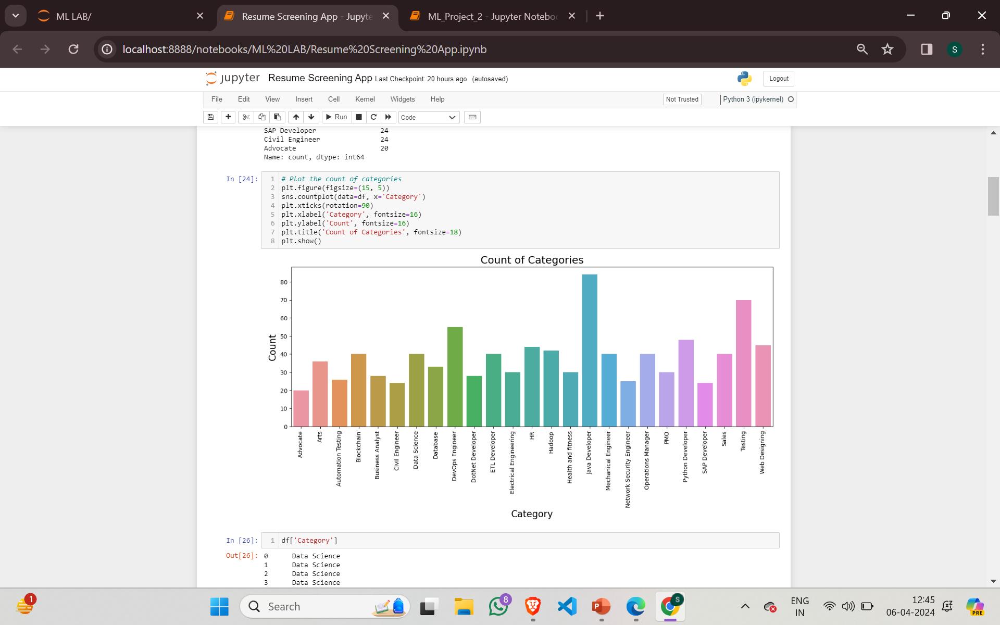 ML LAB/
Resume Screening App - Jupyte
ML_Project_2 - Jupyter Notebo
localhost:8888/notebooks/ML%20LAB/Resume%20Screening%20App.ipynb
S
jupyter Resume Screening App Last Checkpoint: 20 hours ago (autosaved)
Logout
File Edit View Insert Cell Kernel Widgets Help
Not Trusted
Python 3 (ipykernel)
Run
Code
SAP Developer 24
Civil Engineer 24
Advocate 20
Name: count, dtype: int64
In [24]:
1 # Plot the count of categories
2 plt.figure(figsize=(15, 5))
3 sns.countplot(data=df, x='Category')
4 plt.xticks(rotation=90)
5 plt.xlabel('Category', fontsize=16)
6 plt.ylabel('Count', fontsize=16)
7 plt.title('Count of Categories', fontsize=18)
8 plt.show()
Count of Categories
80
70
60
50
40
30
20
10
0
Count
Advocate
Arts
Automation Testing
Blockchain
Business Analyst
Civil Engineer
Data Science
Database
DevOps Engineer
DotNet Developer
ETL Developer
Electrical Engineering
HR
Hadoop
Health and fitness
Java Developer
Mechanical Engineer
Network Security Engineer
Operations Manager
PMO
Python Developer
SAP Developer
Sales
Testing
Web Designing
Category
In [26]:
1 df['Category']
Out[26]:
0 Data Science
1 Data Science
2 Data Science
3 Data Science
1
Search
8
P
S
ENG
IN
12:45
06-04-2024
PRE